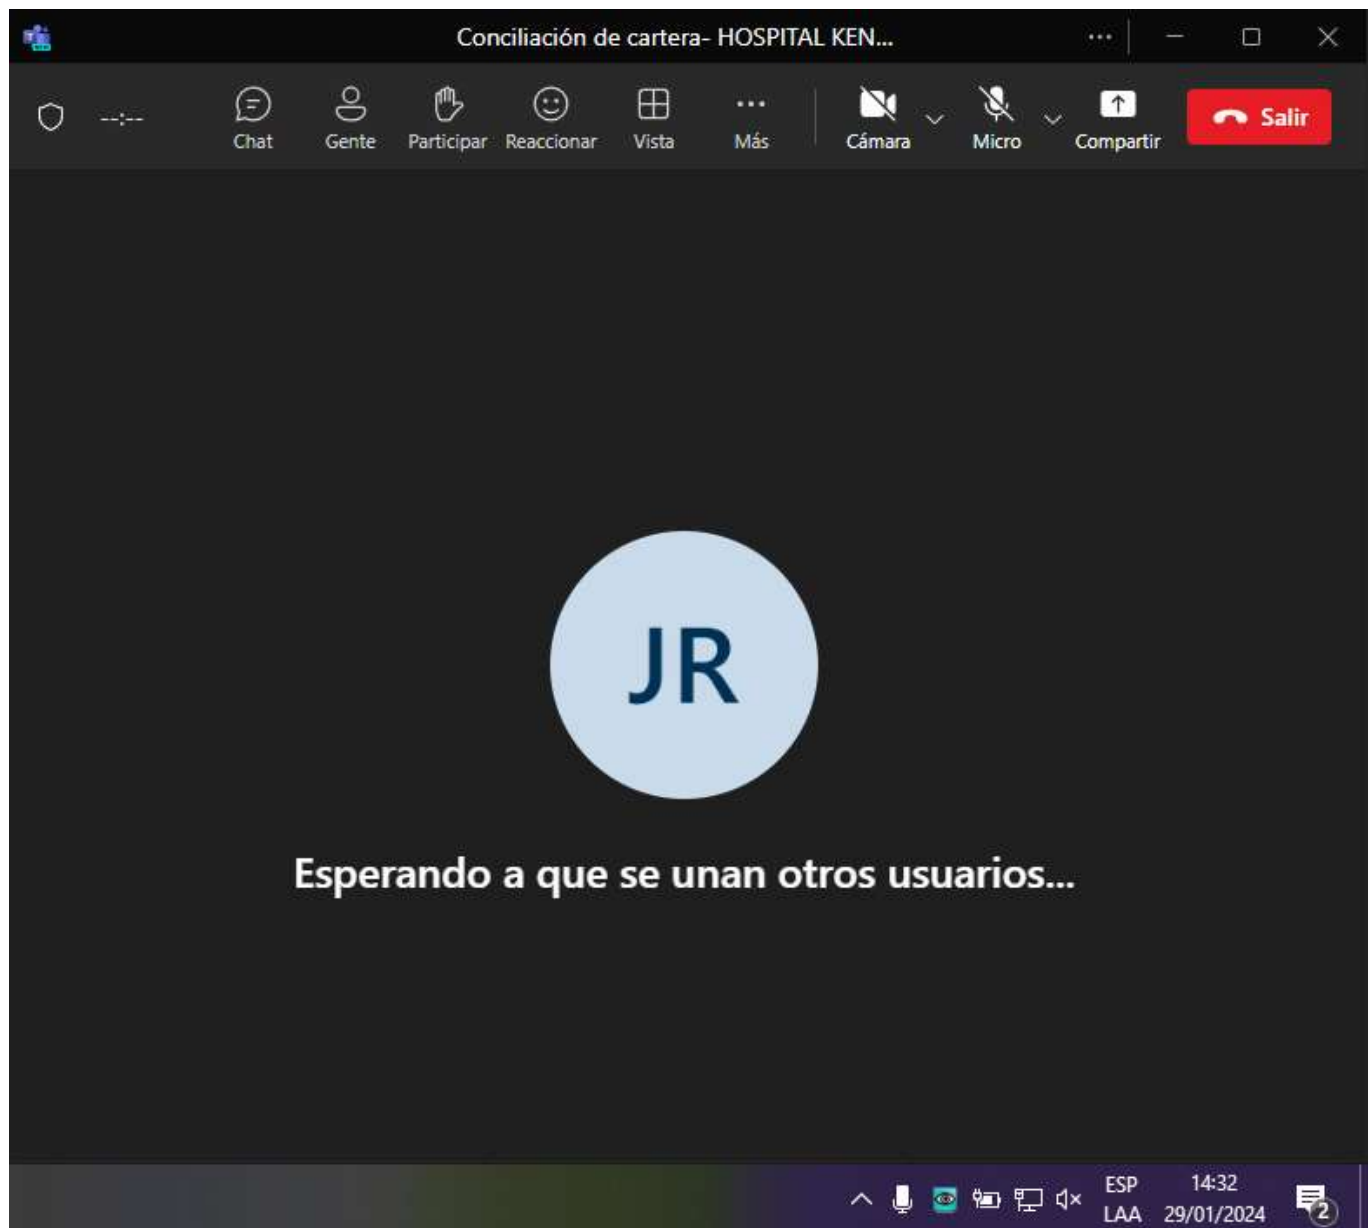 Conciliación de cartera- HOSPITAL KEN...
--:--
Chat
Gente
Participar
Reaccionar
Vista
Más
Cámara
Micro
Compartir
Salir
JR
Esperando a que se unan otros usuarios...
ESP
LAA
14:32
29/01/2024
2